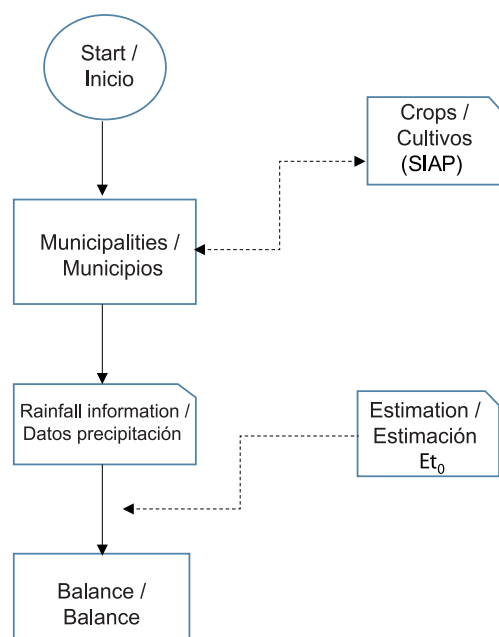 Start /
Inicio
Crops /
Cultivos
(SIAP)
Municipalities /
Municipios
Rainfall information /
Datos precipitación
Estimation /
Estimación
Et₀
Balance /
Balance